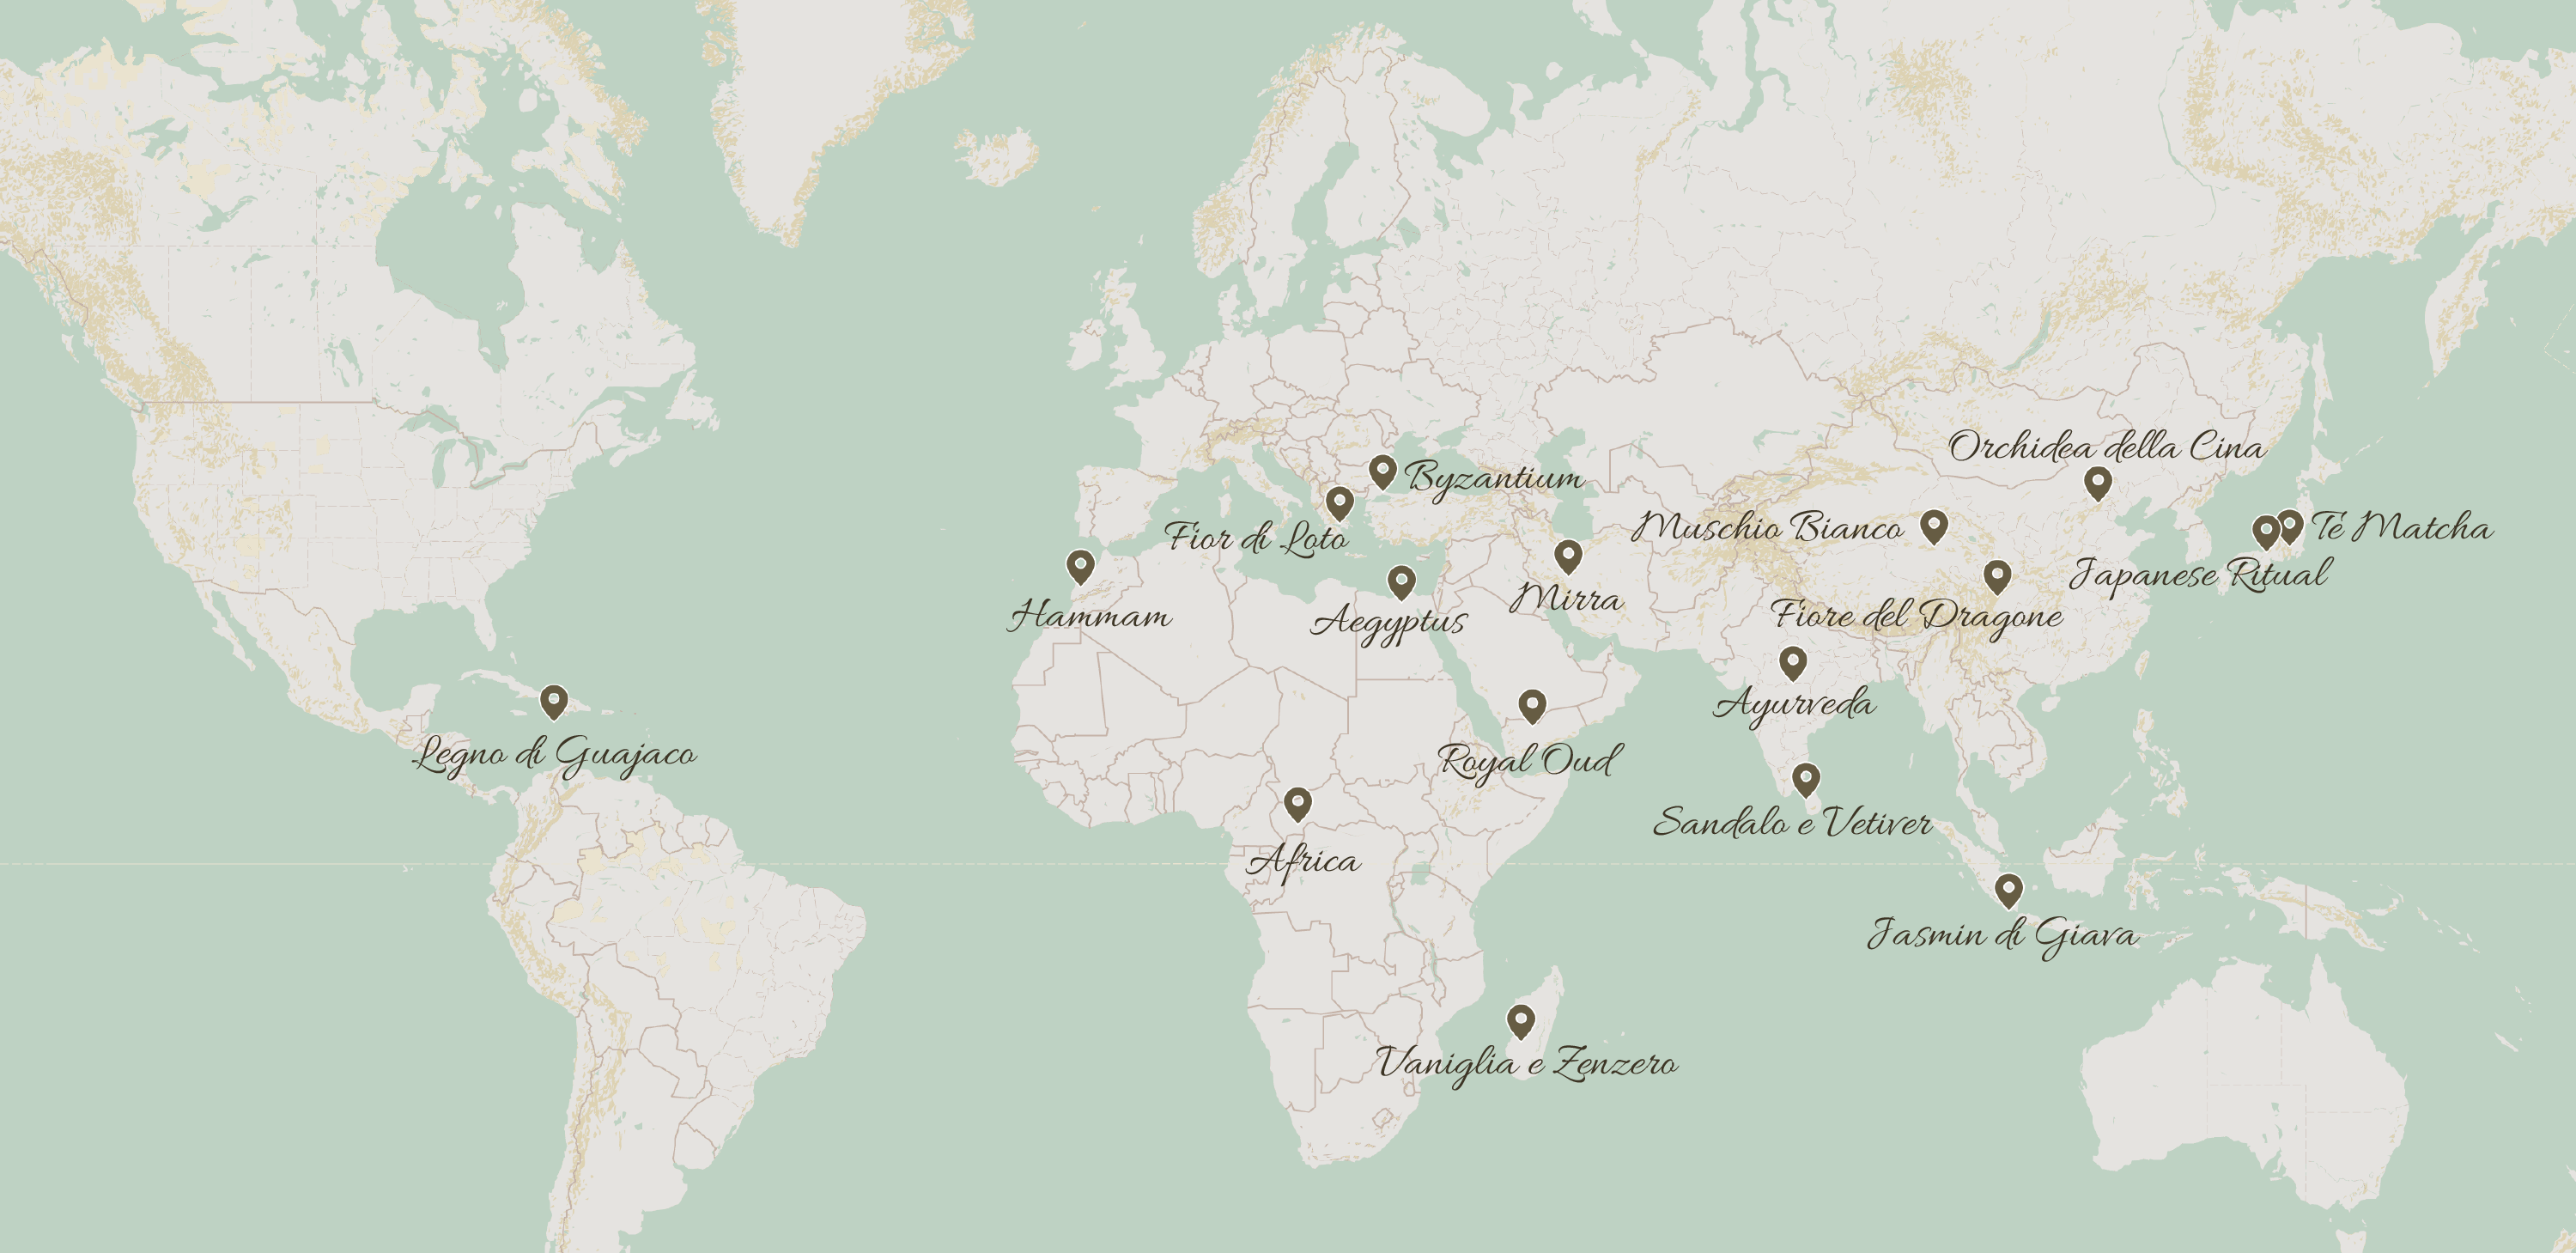 Orchidea della Cina
Byzantium
Muschio Bianco
Tè Matcha
Fior di Loto
Japanese Ritual
Mirra
Hammam
Aegyptus
Fiore del Dragone
Ayurveda
Legno di Guajaco
Royal Oud
Sandalo e Vetiver
Africa
Jasmin di Giava
Vaniglia e Zenzero